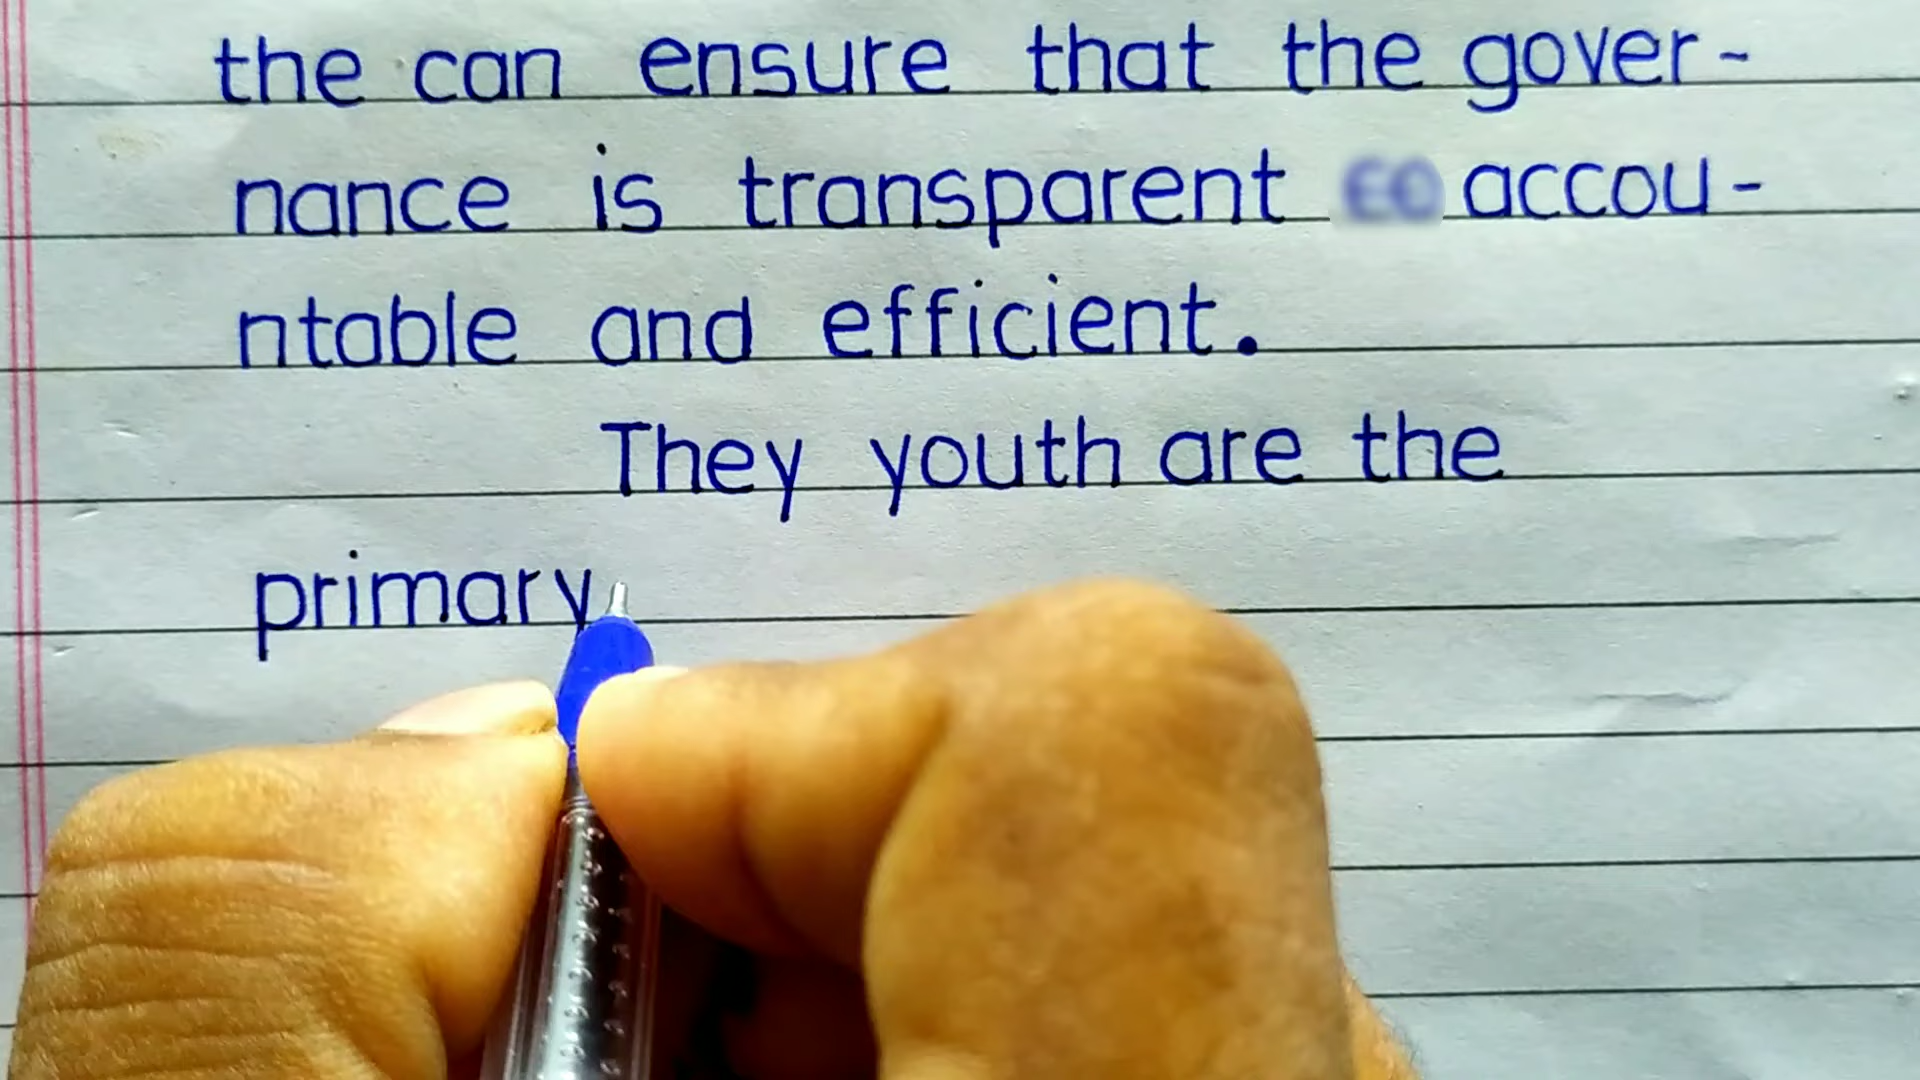 the can ensure that the gover-
nance is transparent accou-
ntable and efficient.
They youth are the
primary